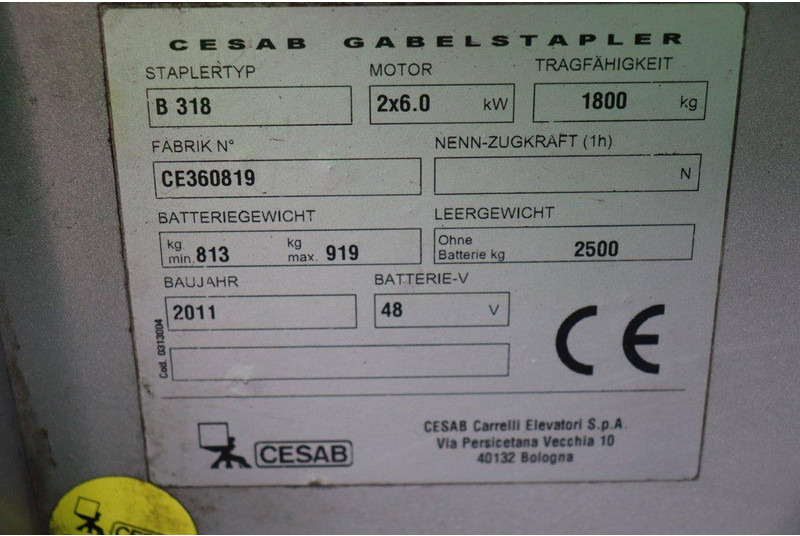 CESAB GABELSTAPLER
STAPLERTYP MOTOR TRAGFÄHIGKEIT
B 318 2x6.0 kW 1800 kg
FABRIK N° NENN-ZUGKRAFT (1h)
CE360819 N
BATTERIEGEWICHT LEERGEWICHT
kg min. 813 kg max. 919 Ohne Batterie kg 2500
BAUJAHR BATTERIE-V
2011 48 V
Cod. 0313004
CE
CESAB
CESAB Carrelli Elevatori S.p.A.
Via Persicetana Vecchia 10
40132 Bologna
CESAB